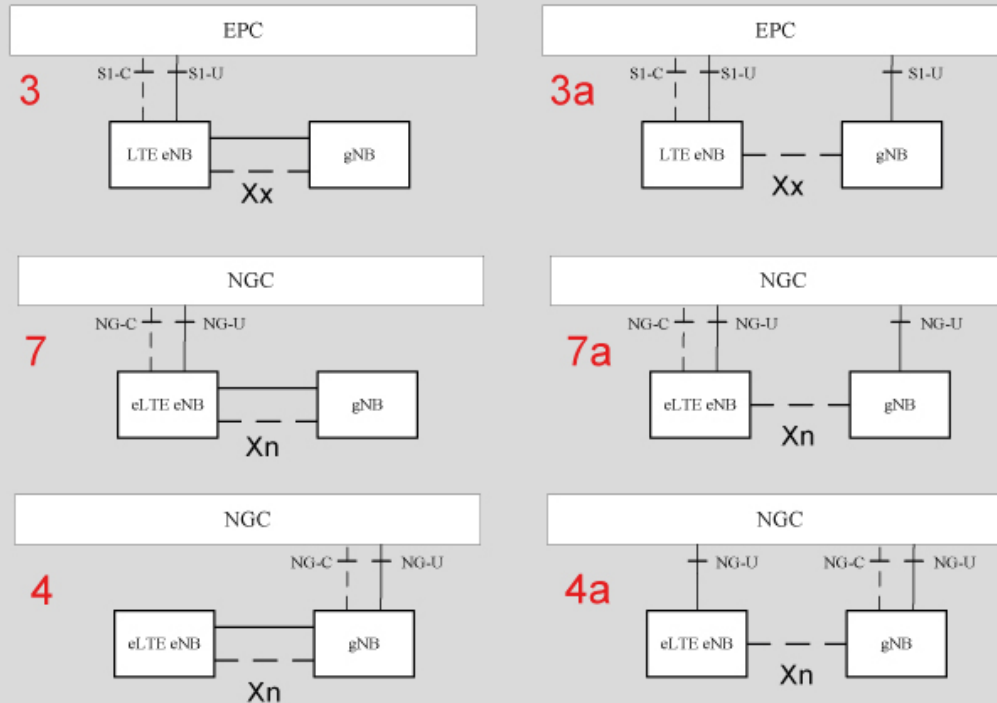 EPC
3
S1-C
S1-U
LTE eNB
gNB
Xx
EPC
3a
S1-C
S1-U
S1-U
LTE eNB
gNB
Xx
NGC
7
NG-C
NG-U
eLTE eNB
gNB
Xn
NGC
7a
NG-C
NG-U
NG-U
eLTE eNB
gNB
Xn
NGC
4
NG-C
NG-U
eLTE eNB
gNB
Xn
NGC
4a
NG-U
NG-C
NG-U
eLTE eNB
gNB
Xn